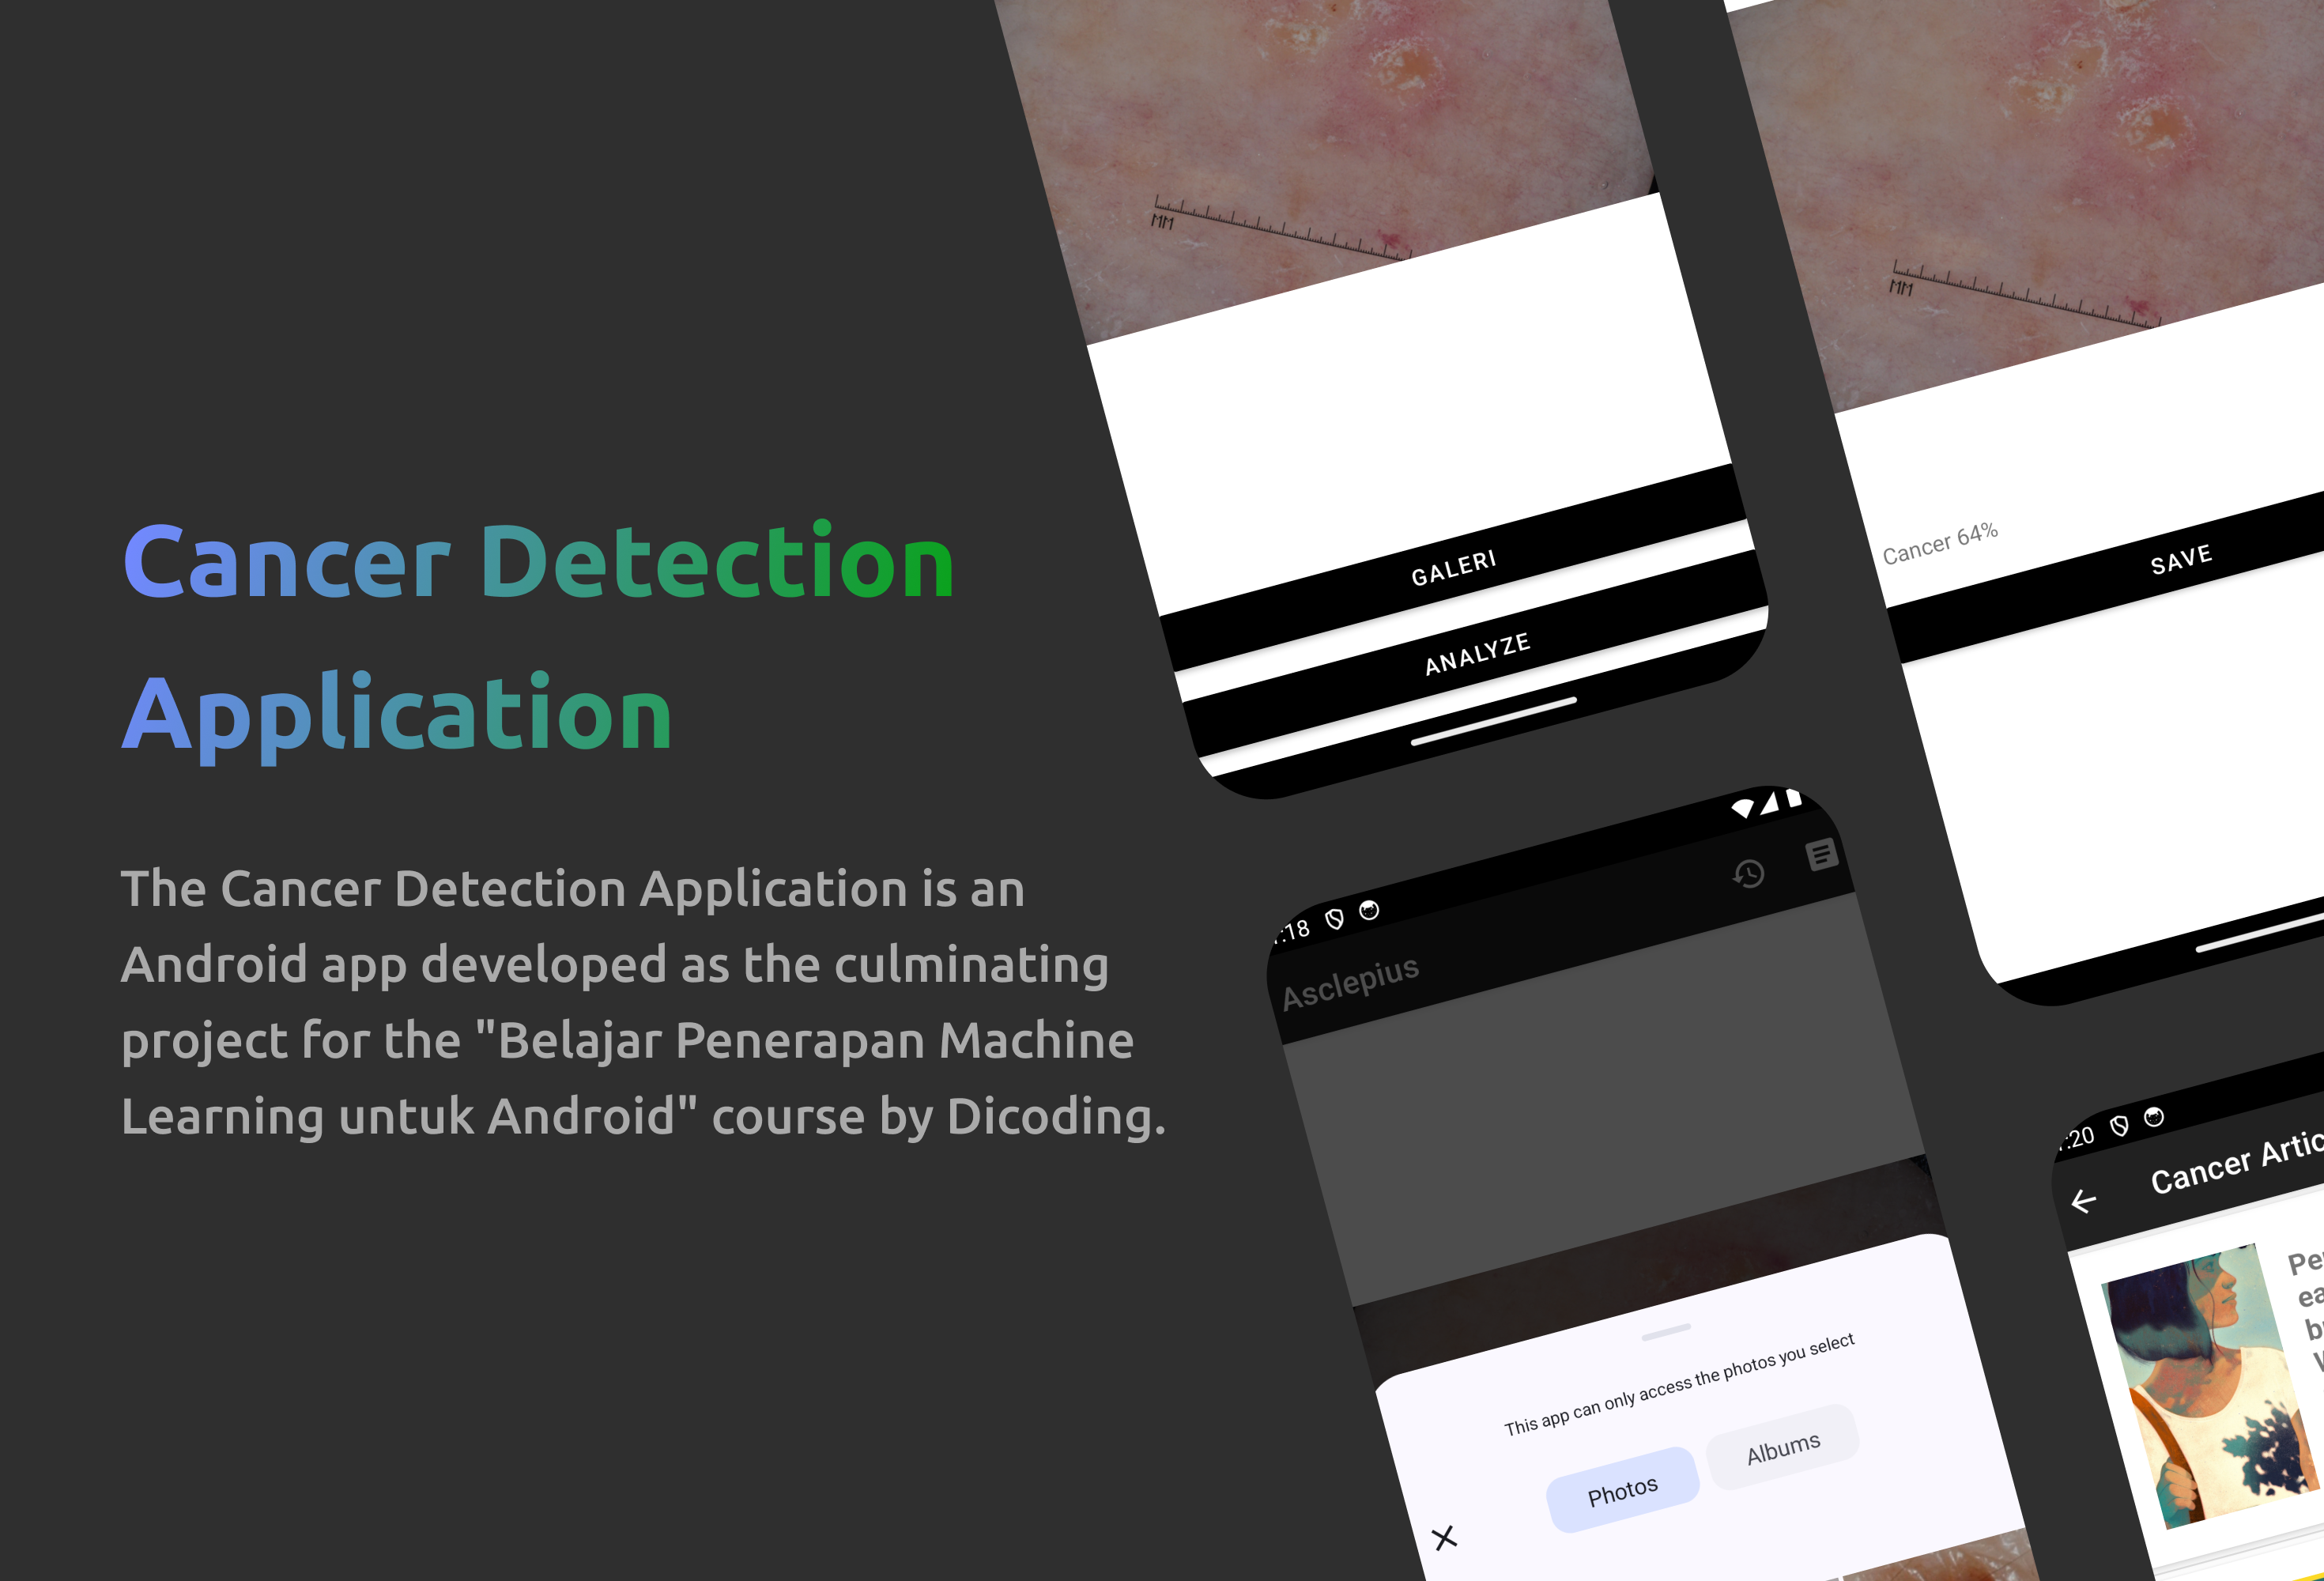 Cancer Detection
Application
The Cancer Detection Application is an
Android app developed as the culminating
project for the "Belajar Penerapan Machine
Learning untuk Android" course by Dicoding.
MM
GALERI
ANALYZE
MM
Cancer 64%
SAVE
:18
Asclepius
This app can only access the photos you select
Photos
Albums
:20
Cancer Artic